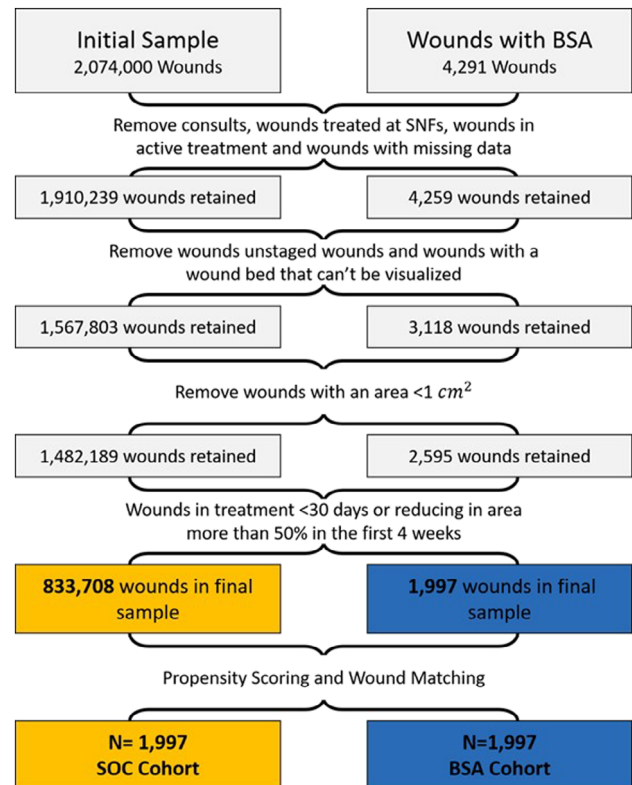 Initial Sample
2,074,000 Wounds
Wounds with BSA
4,291 Wounds
Remove consults, wounds treated at SNFs, wounds in
active treatment and wounds with missing data
1,910,239 wounds retained
4,259 wounds retained
Remove wounds unstaged wounds and wounds with a
wound bed that can't be visualized
1,567,803 wounds retained
3,118 wounds retained
Remove wounds with an area <1 cm²
1,482,189 wounds retained
2,595 wounds retained
Wounds in treatment <30 days or reducing in area
more than 50% in the first 4 weeks
833,708 wounds in final
sample
1,997 wounds in final
sample
Propensity Scoring and Wound Matching
N= 1,997
SOC Cohort
N=1,997
BSA Cohort